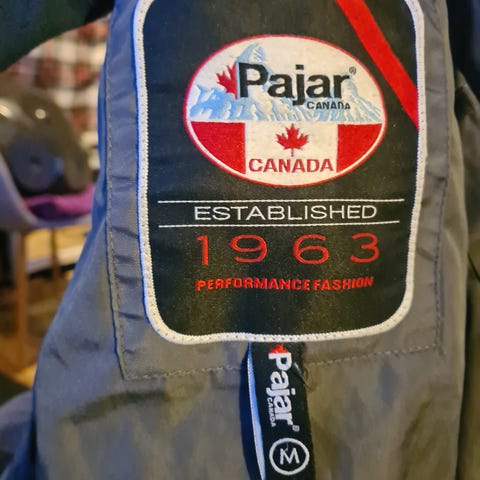 Pajar®
CANADA
CANADA
ESTABLISHED
1963
PERFORMANCE FASHION
Pajar
CANADA
M